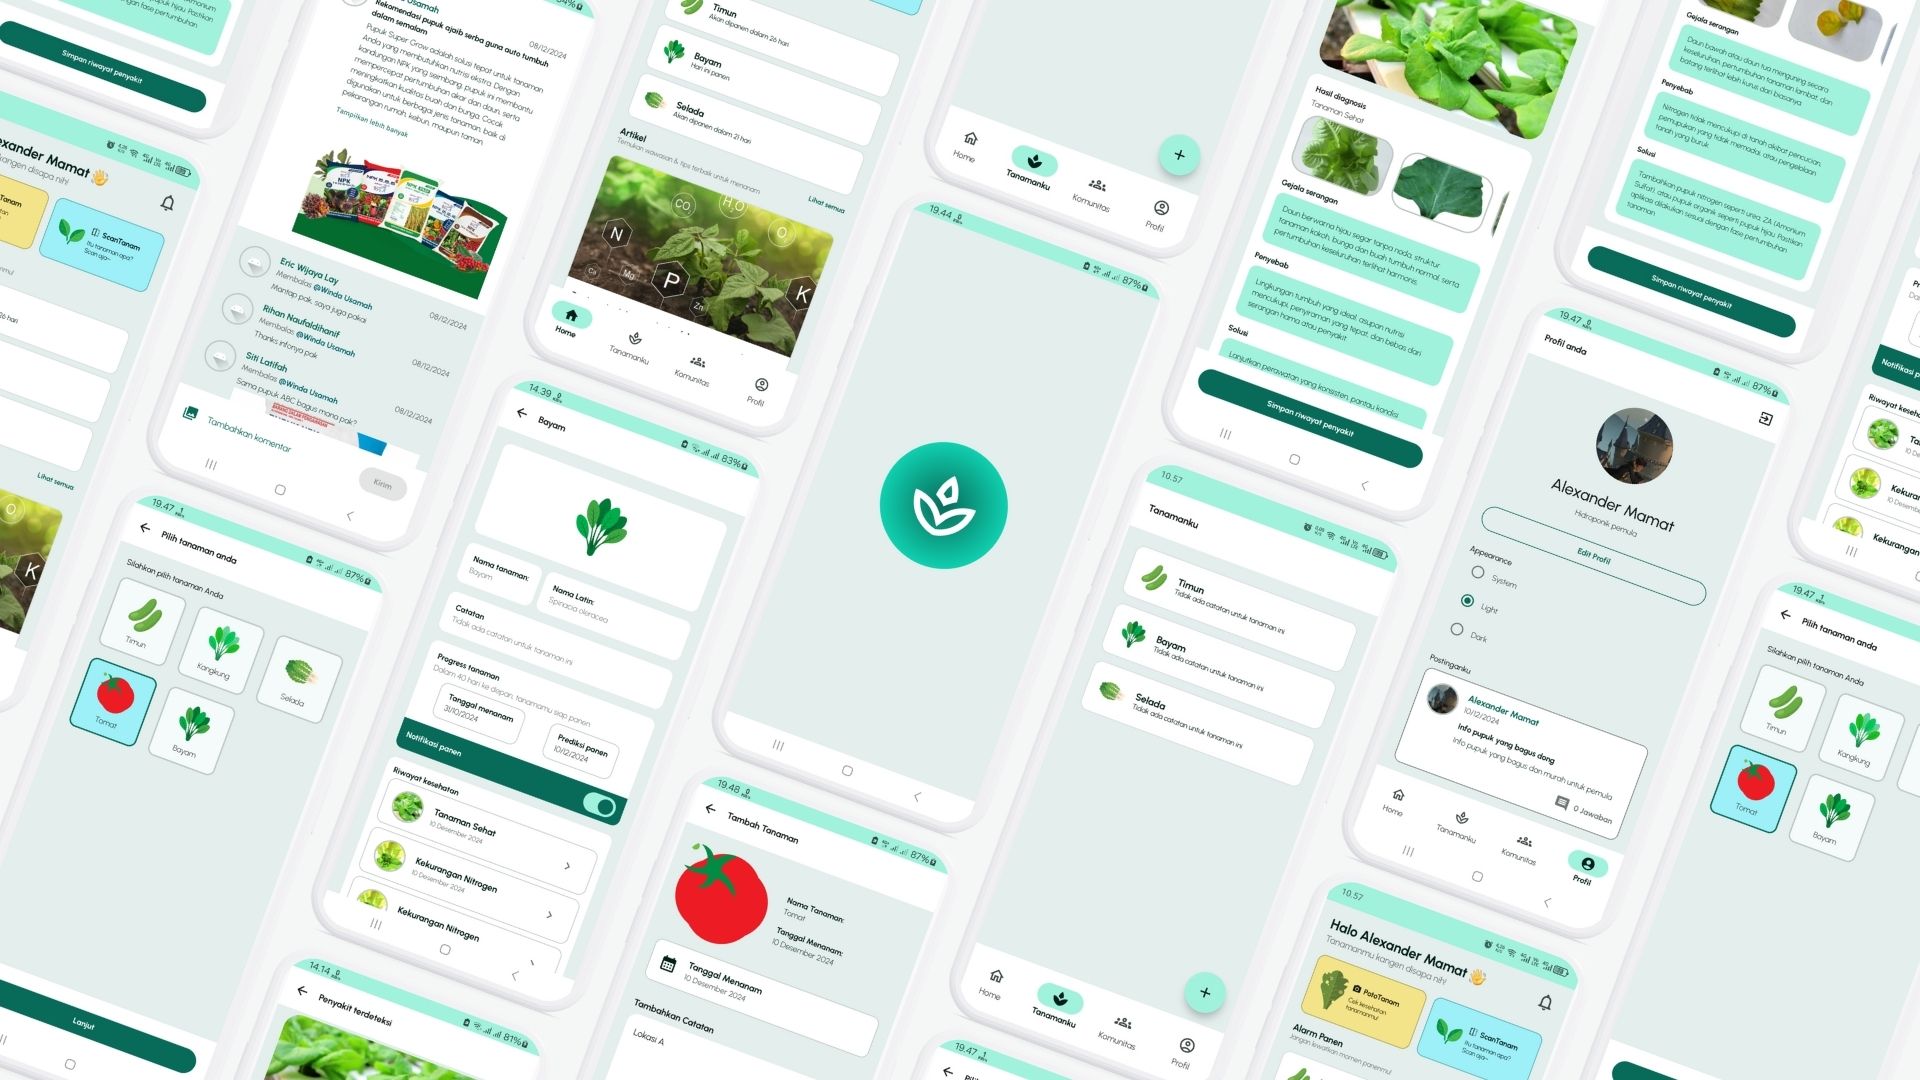 Simpan riwayat penyakit
Alexander Mamat 👋
kangen disapa nih!
ScanTanam
Itu tanaman apa?
Scan aja~
26 hari
Lihat semua
O
K
Usamah
Rekomendasi pupuk ajaib serba guna auto tumbuh
dalam semalam
08/12/2024
Pupuk Super Grow adalah solusi tepat untuk tanaman
Anda yang membutuhkan nutrisi ekstra. Dengan
kandungan NPK yang seimbang, pupuk ini membantu
mempercepat pertumbuhan akar dan daun, serta
meningkatkan kualitas buah dan bunga. Cocok
digunakan untuk berbagai jenis tanaman, baik di
pekarangan rumah, kebun, maupun taman.
Tampilkan lebih banyak
NPK
NPK
Eric Wijaya Lay
Membalas @Winda Usamah
Mantap pak, saya juga pakai
08/12/2024
Rihan Naufaldihanif
Membalas @Winda Usamah
Thanks infonya pak
08/12/2024
Siti Latifah
Membalas @Winda Usamah
Sama pupuk ABC bagus mana pak?
08/12/2024
Tambahkan komentar
Kirim
Timun
Akan dipanen dalam 26 hari
Bayam
Hari ini panen
Selada
Akan dipanen dalam 21 hari
Artikel
Temukan wawasan & tips terbaik untuk menanam
Lihat semua
CO
H₂O
O
N
Ca
Mg
P
Zn
K
Home
Tanamanku
Komunitas
Profil
19.47
87%
Pilih tanaman anda
Silahkan pilih tanaman Anda
Timun
Kangkung
Selada
Tomat
Bayam
Lanjut
14.39
83%
Bayam
Nama tanaman:
Bayam
Nama Latin:
Spinacia oleracea
Catatan
Tidak ada catatan untuk tanaman ini
Progress tanaman
Dalam 40 hari ke depan, tanamanmu siap panen
Tanggal menanam
31/10/2024
Prediksi panen
10/12/2024
Notifikasi panen
Riwayat kesehatan
Tanaman Sehat
10 Desember 2024
Kekurangan Nitrogen
10 Desember 2024
Kekurangan Nitrogen
14.14
81%
Penyakit terdeteksi
Home
Tanamanku
Komunitas
Profil
19.44
87%
19.48
87%
Tambah Tanaman
Nama Tanaman:
Tomat
Tanggal Menanam:
10 Desember 2024
Tanggal Menanam
10 Desember 2024
Tambahkan Catatan
Lokasi A
Hasil diagnosis
Tanaman Sehat
Gejala serangan
Daun berwarna hijau segar tanpa noda, struktur
tanaman kokoh, bunga dan buah tumbuh normal, serta
pertumbuhan keseluruhan terlihat harmonis.
Penyebab
Lingkungan tumbuh yang ideal, asupan nutrisi
mencukupi, penyiraman yang tepat, dan bebas dari
serangan hama atau penyakit.
Solusi
Lanjutkan perawatan yang konsisten, pantau kondisi
Simpan riwayat penyakit
10.57
Tanamanku
Timun
Tidak ada catatan untuk tanaman ini
Bayam
Tidak ada catatan untuk tanaman ini
Selada
Tidak ada catatan untuk tanaman ini
Home
Tanamanku
Komunitas
Profil
19.47
Gejala serangan
Daun bawah atau daun tua menguning secara
keseluruhan, pertumbuhan tanaman lambat, dan
batang terlihat lebih kurus dari biasanya.
Penyebab
Nitrogen tidak mencukupi di tanah akibat pencucian,
pemupukan yang tidak memadai, atau pengelolaan
tanah yang buruk.
Solusi
Tambahkan pupuk nitrogen seperti urea, ZA (Amonium
Sulfat), atau pupuk organik seperti pupuk hijau. Pastikan
aplikasi dilakukan sesuai dengan fase pertumbuhan
tanaman.
Simpan riwayat penyakit
19.47
87%
Profil anda
Alexander Mamat
Hidroponik pemula
Edit Profil
Appearance
System
Light
Dark
Postinganku
Alexander Mamat
10/12/2024
Info pupuk yang bagus dong
Info pupuk yang bagus dan murah untuk pemula
0 Jawaban
Home
Tanamanku
Komunitas
Profil
10.57
Halo Alexander Mamat 👋
Tanamanmu kangen disapa nih!
PotoTanam
Cek kesehatan
tanamanmu!
ScanTanam
Itu tanaman apa?
Scan aja~
Alarm Panen
Jangan lewatkan momen panenmu!
Notifikasi p
Riwayat keseh
Kekuran
Kekurangan
19.47
Pilih tanaman anda
Silahkan pilih tanaman Anda
Timun
Kangkung
Tomat
Bayam